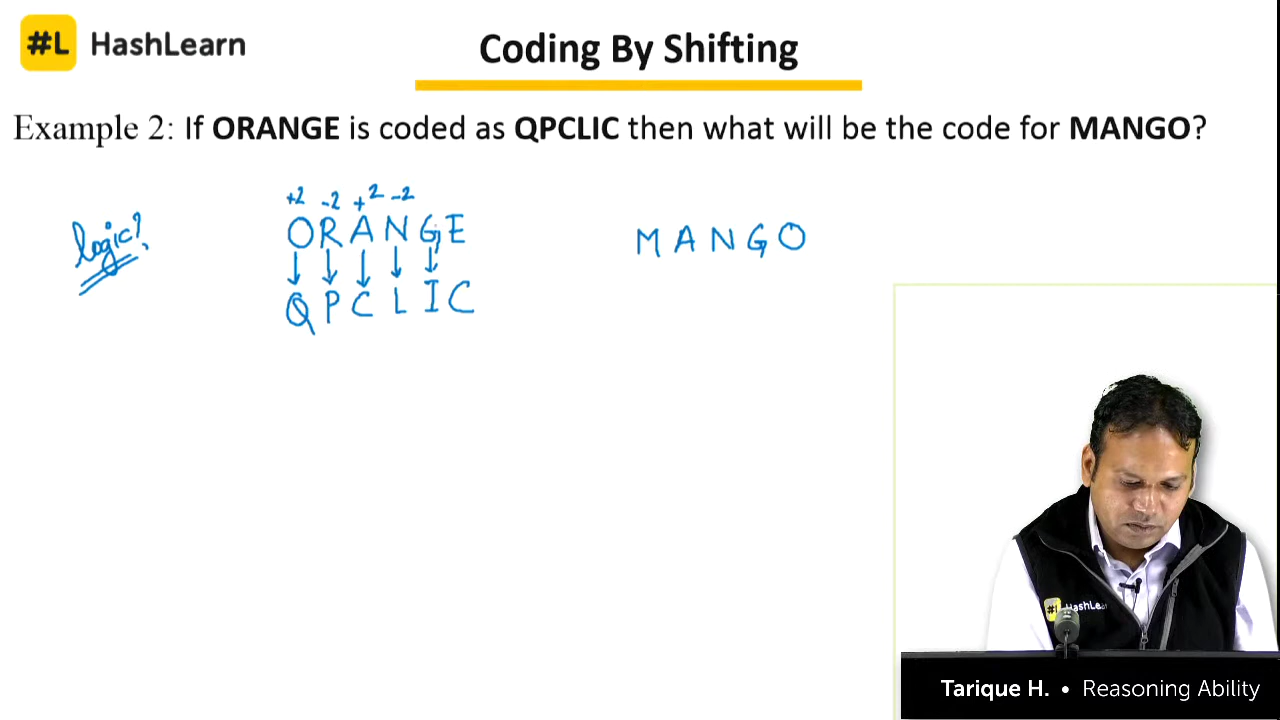 #L HashLearn
Coding By Shifting
Example 2: If ORANGE is coded as QPCLIC then what will be the code for MANGO?
+2 -2 +2 -2
logic? ORANGE MANGO
↓ ↓ ↓ ↓ ↓
QPCLIC
#L HashLea
Tarique H. • Reasoning Ability